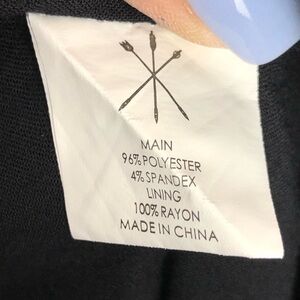 MAIN
96% POLYESTER
4% SPANDEX
LINING
100% RAYON
MADE IN CHINA